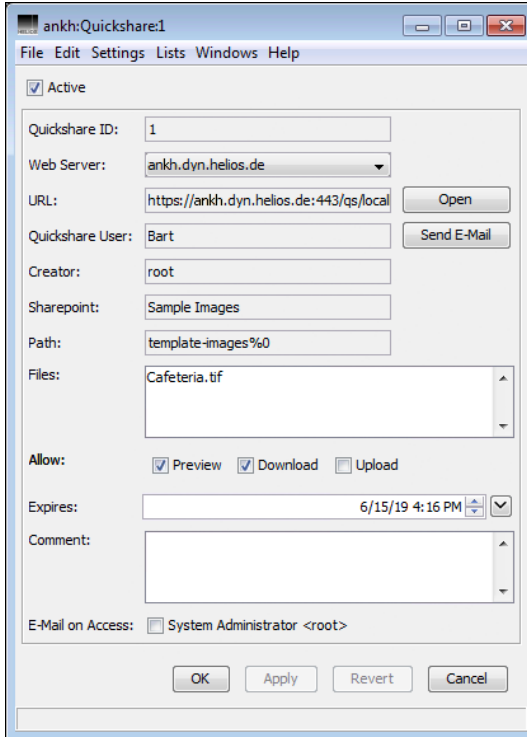 ankh:Quickshare:1
File Edit Settings Lists Windows Help
Active
Quickshare ID: 1
Web Server: ankh.dyn.helios.de
URL: https://ankh.dyn.helios.de:443/qs/local Open
Quickshare User: Bart Send E-Mail
Creator: root
Sharepoint: Sample Images
Path: template-images%0
Files: Cafeteria.tif
Allow: Preview Download Upload
Expires: 6/15/19 4:16 PM
Comment:
E-Mail on Access: System Administrator <root>
OK Apply Revert Cancel